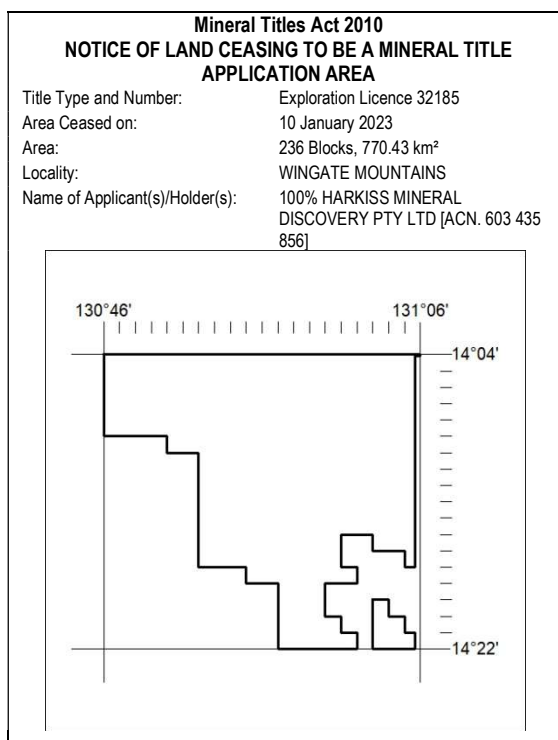 Mineral Titles Act 2010
NOTICE OF LAND CEASING TO BE A MINERAL TITLE
APPLICATION AREA
Title Type and Number: Exploration Licence 32185
Area Ceased on: 10 January 2023
Area: 236 Blocks, 770.43 km²
Locality: WINGATE MOUNTAINS
Name of Applicant(s)/Holder(s): 100% HARKISS MINERAL
DISCOVERY PTY LTD [ACN. 603 435
856]
130°46' 131°06'
14°04'
14°22'